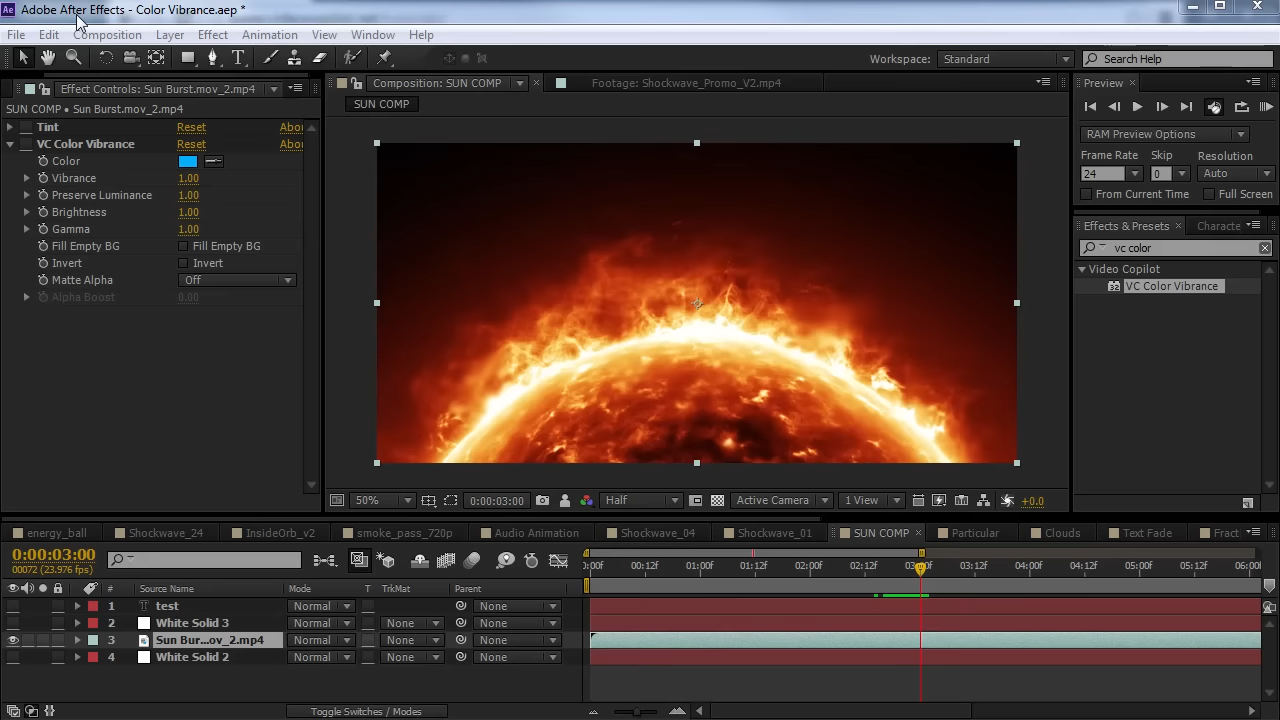 Ae Adobe After Effects - Color Vibrance.aep *
File Edit Composition Layer Effect Animation View Window Help
Workspace: Standard Search Help
Effect Controls: Sun Burst.mov_2.mp4
Composition: SUN COMP Footage: Shockwave_Promo_V2.mp4
Preview
SUN COMP • Sun Burst.mov_2.mp4
SUN COMP
Tint Reset Abou
VC Color Vibrance Reset Abou
Color
Vibrance 1.00
Preserve Luminance 1.00
Brightness 1.00
Gamma 1.00
Fill Empty BG Fill Empty BG
Invert Invert
Matte Alpha Off
Alpha Boost 0.00
RAM Preview Options
Frame Rate Skip Resolution
24 0 Auto
From Current Time Full Screen
Effects & Presets Characte
vc color
Video Copilot
32 VC Color Vibrance
50% 0:00:03:00 Half Active Camera 1 View +0.0
energy_ball Shockwave_24 InsideOrb_v2 smoke_pass_720p Audio Animation Shockwave_04 Shockwave_01 SUN COMP Particular Clouds Text Fade Fract
0:00:03:00
00072 (23.976 fps)
):00f 00:12f 01:00f 01:12f 02:00f 02:12f 03:00f 03:12f 04:00f 04:12f 05:00f 05:12f 06:00f
# Source Name Mode T TrkMat Parent
1 T test Normal None
2 White Solid 3 Normal None None
3 Sun Bur...ov_2.mp4 Normal None None
4 White Solid 2 Normal None None
Toggle Switches / Modes